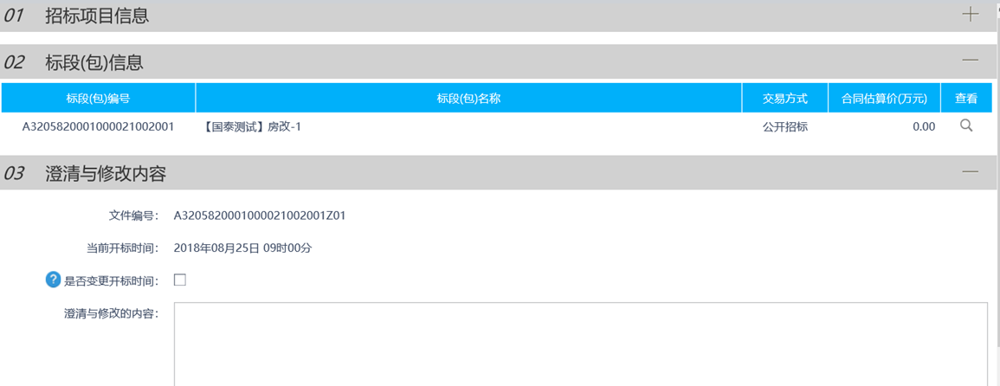 01 招标项目信息
02 标段(包)信息
标段(包)编号 标段(包)名称 交易方式 合同估算价(万元) 查看
A3205820001000021002001 【国泰测试】房改-1 公开招标 0.00
03 澄清与修改内容
文件编号： A3205820001000021002001Z01
当前开标时间： 2018年08月25日 09时00分
? 是否变更开标时间：
澄清与修改的内容：